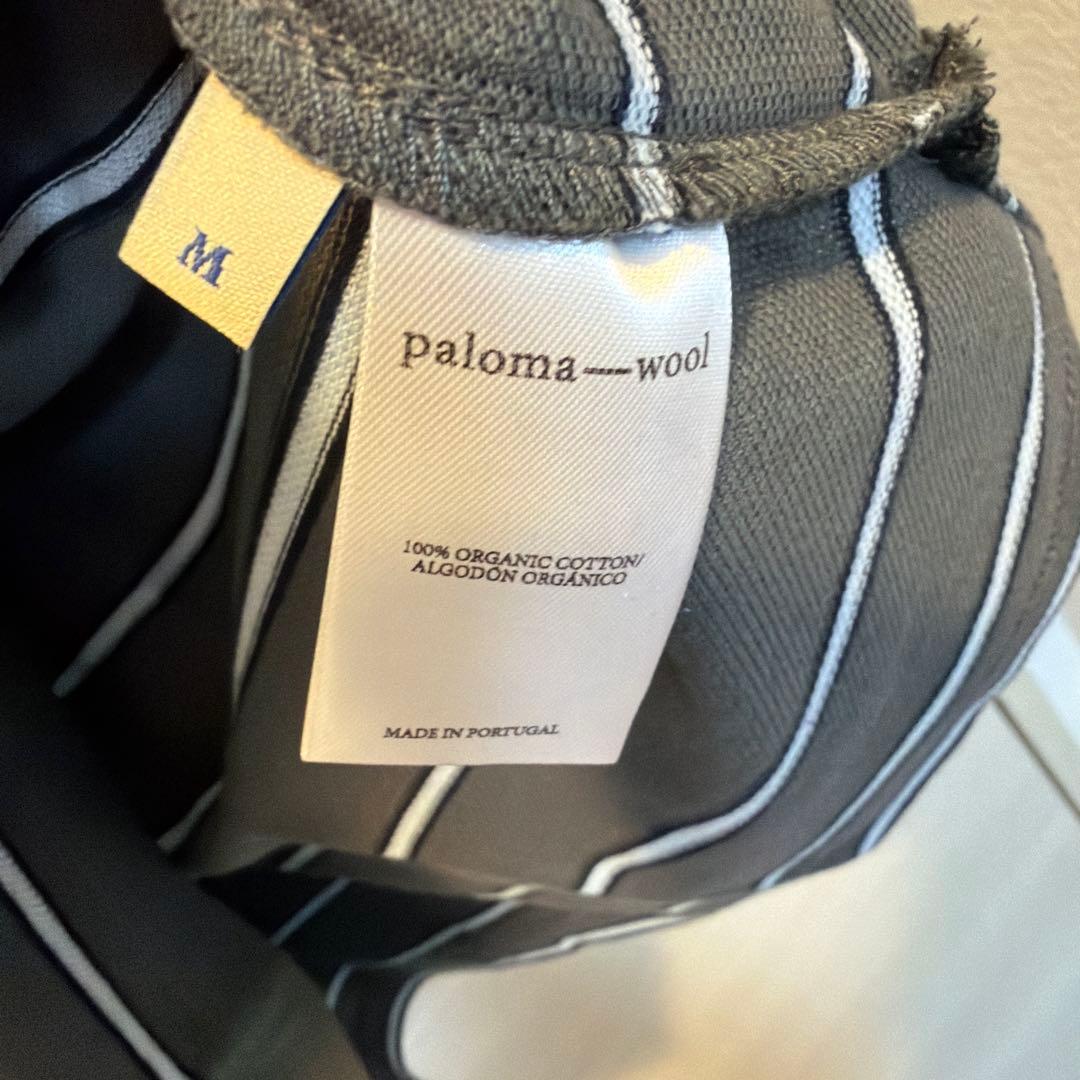 M
paloma—wool
100% ORGANIC COTTON/
ALGODÓN ORGÁNICO
MADE IN PORTUGAL